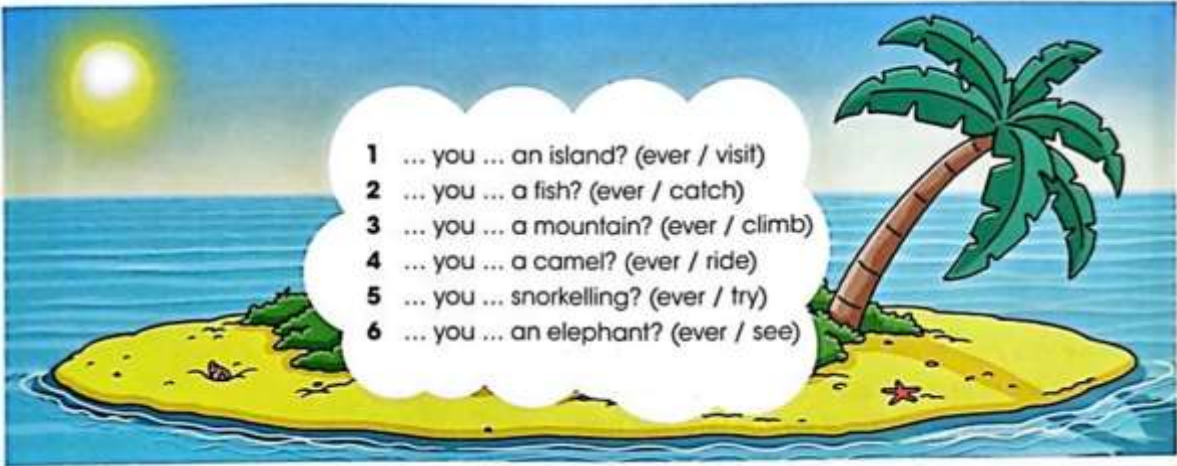 1 ... you ... an island? (ever / visit)
2 ... you ... a fish? (ever / catch)
3 ... you ... a mountain? (ever / climb)
4 ... you ... a camel? (ever / ride)
5 ... you ... snorkelling? (ever / try)
6 ... you ... an elephant? (ever / see)